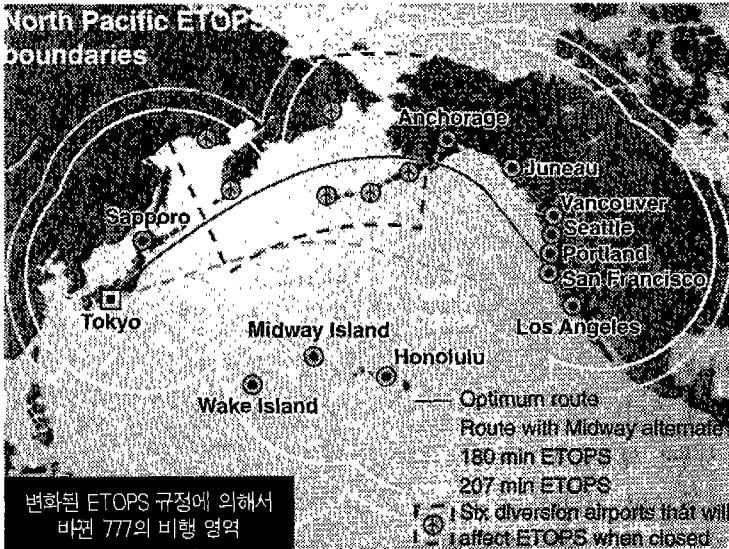 North Pacific ETOPS
boundaries
Anchorage
Juneau
Vancouver
Seattle
Portland
San Francisco
Los Angeles
Sapporo
Tokyo
Midway Island
Honolulu
Wake Island
Optimum route
Route with Midway alternate
180 min ETOPS
207 min ETOPS
Six diversion airports that will
affect ETOPS when closed
변화된 ETOPS 규정에 의해서
바뀐 777의 비행 영역